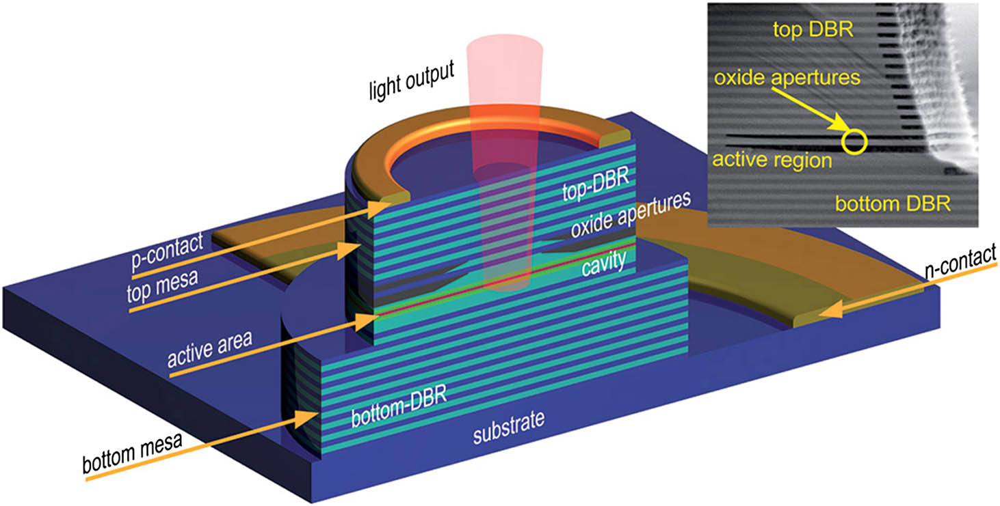 top DBR
oxide apertures
active region
bottom DBR
light output
top-DBR
oxide apertures
cavity
p-contact
top mesa
n-contact
active area
bottom-DBR
substrate
bottom mesa